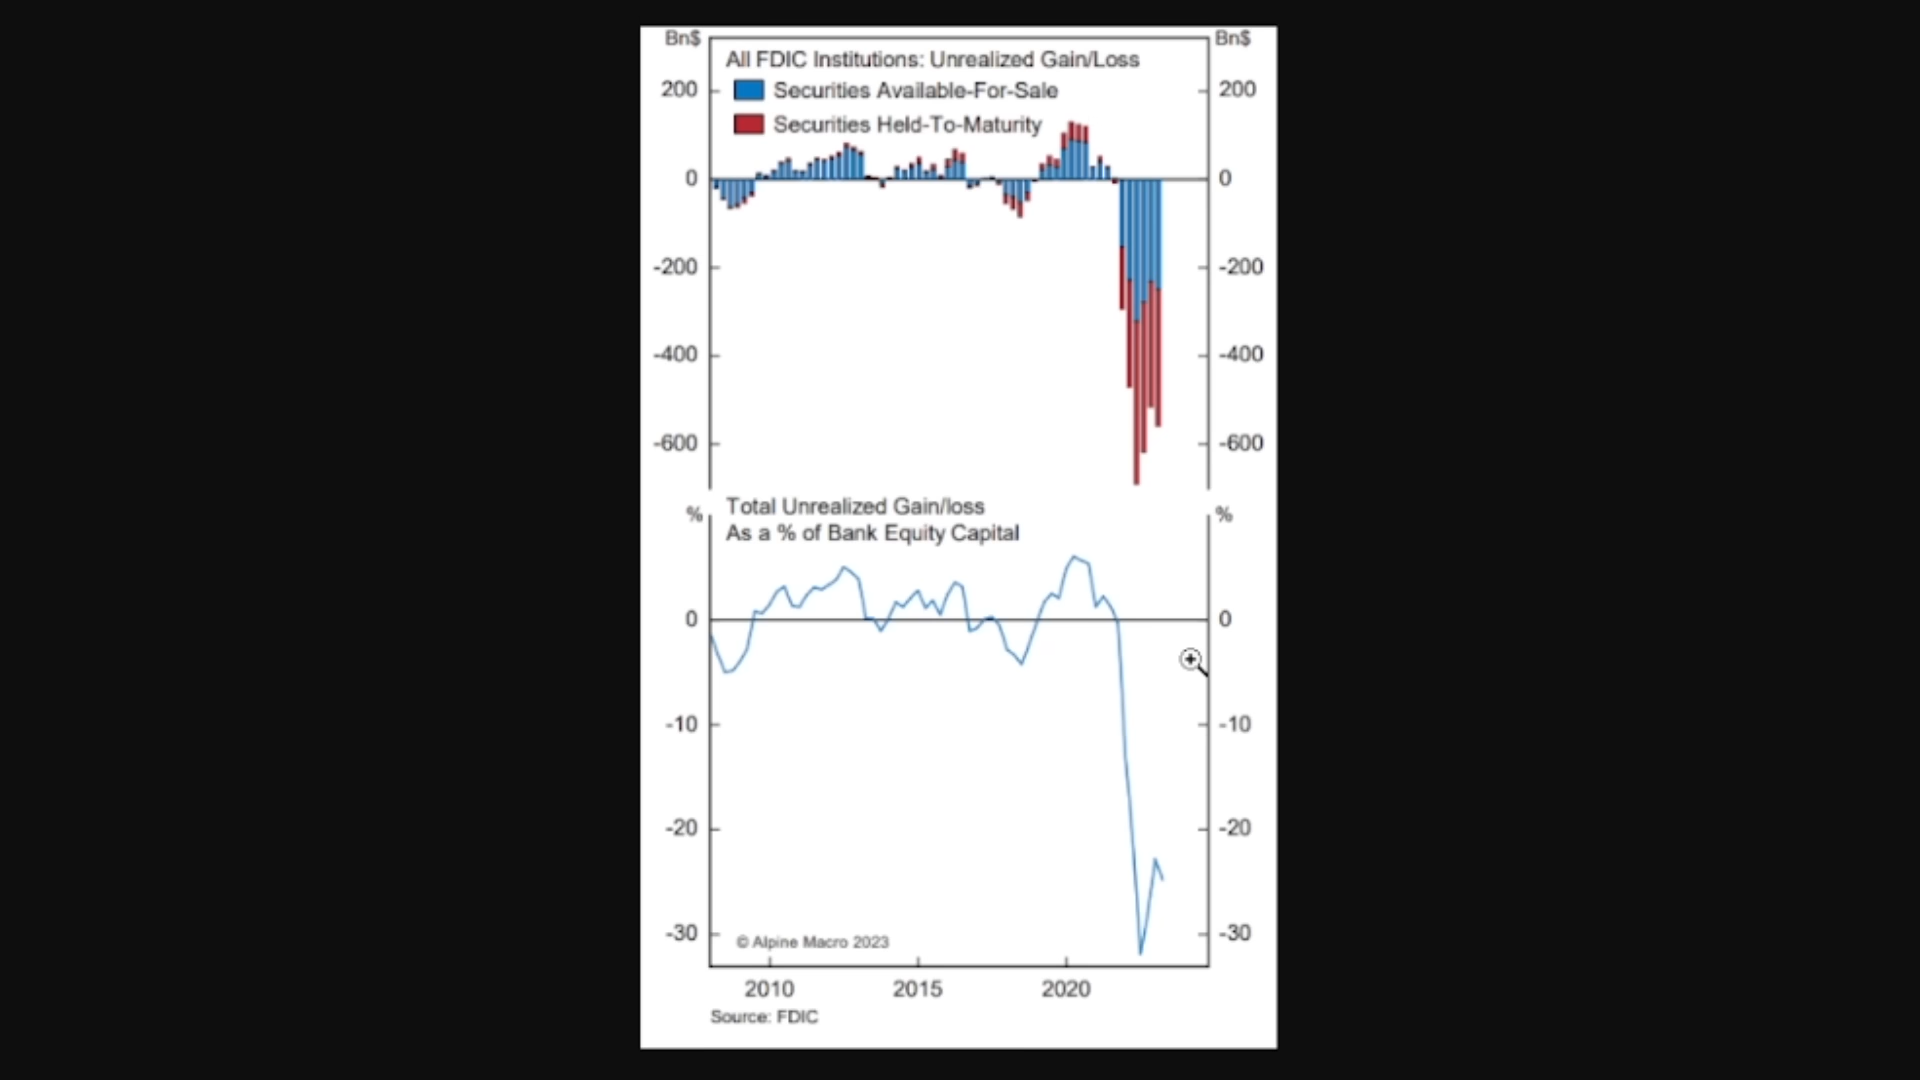 Bn$ Bn$
All FDIC Institutions: Unrealized Gain/Loss
200 Securities Available-For-Sale 200
Securities Held-To-Maturity
0 0
-200 -200
-400 -400
-600 -600
Total Unrealized Gain/loss
% %
As a % of Bank Equity Capital
0 0
-10 -10
-20 -20
-30 -30
© Alpine Macro 2023
2010 2015 2020
Source: FDIC